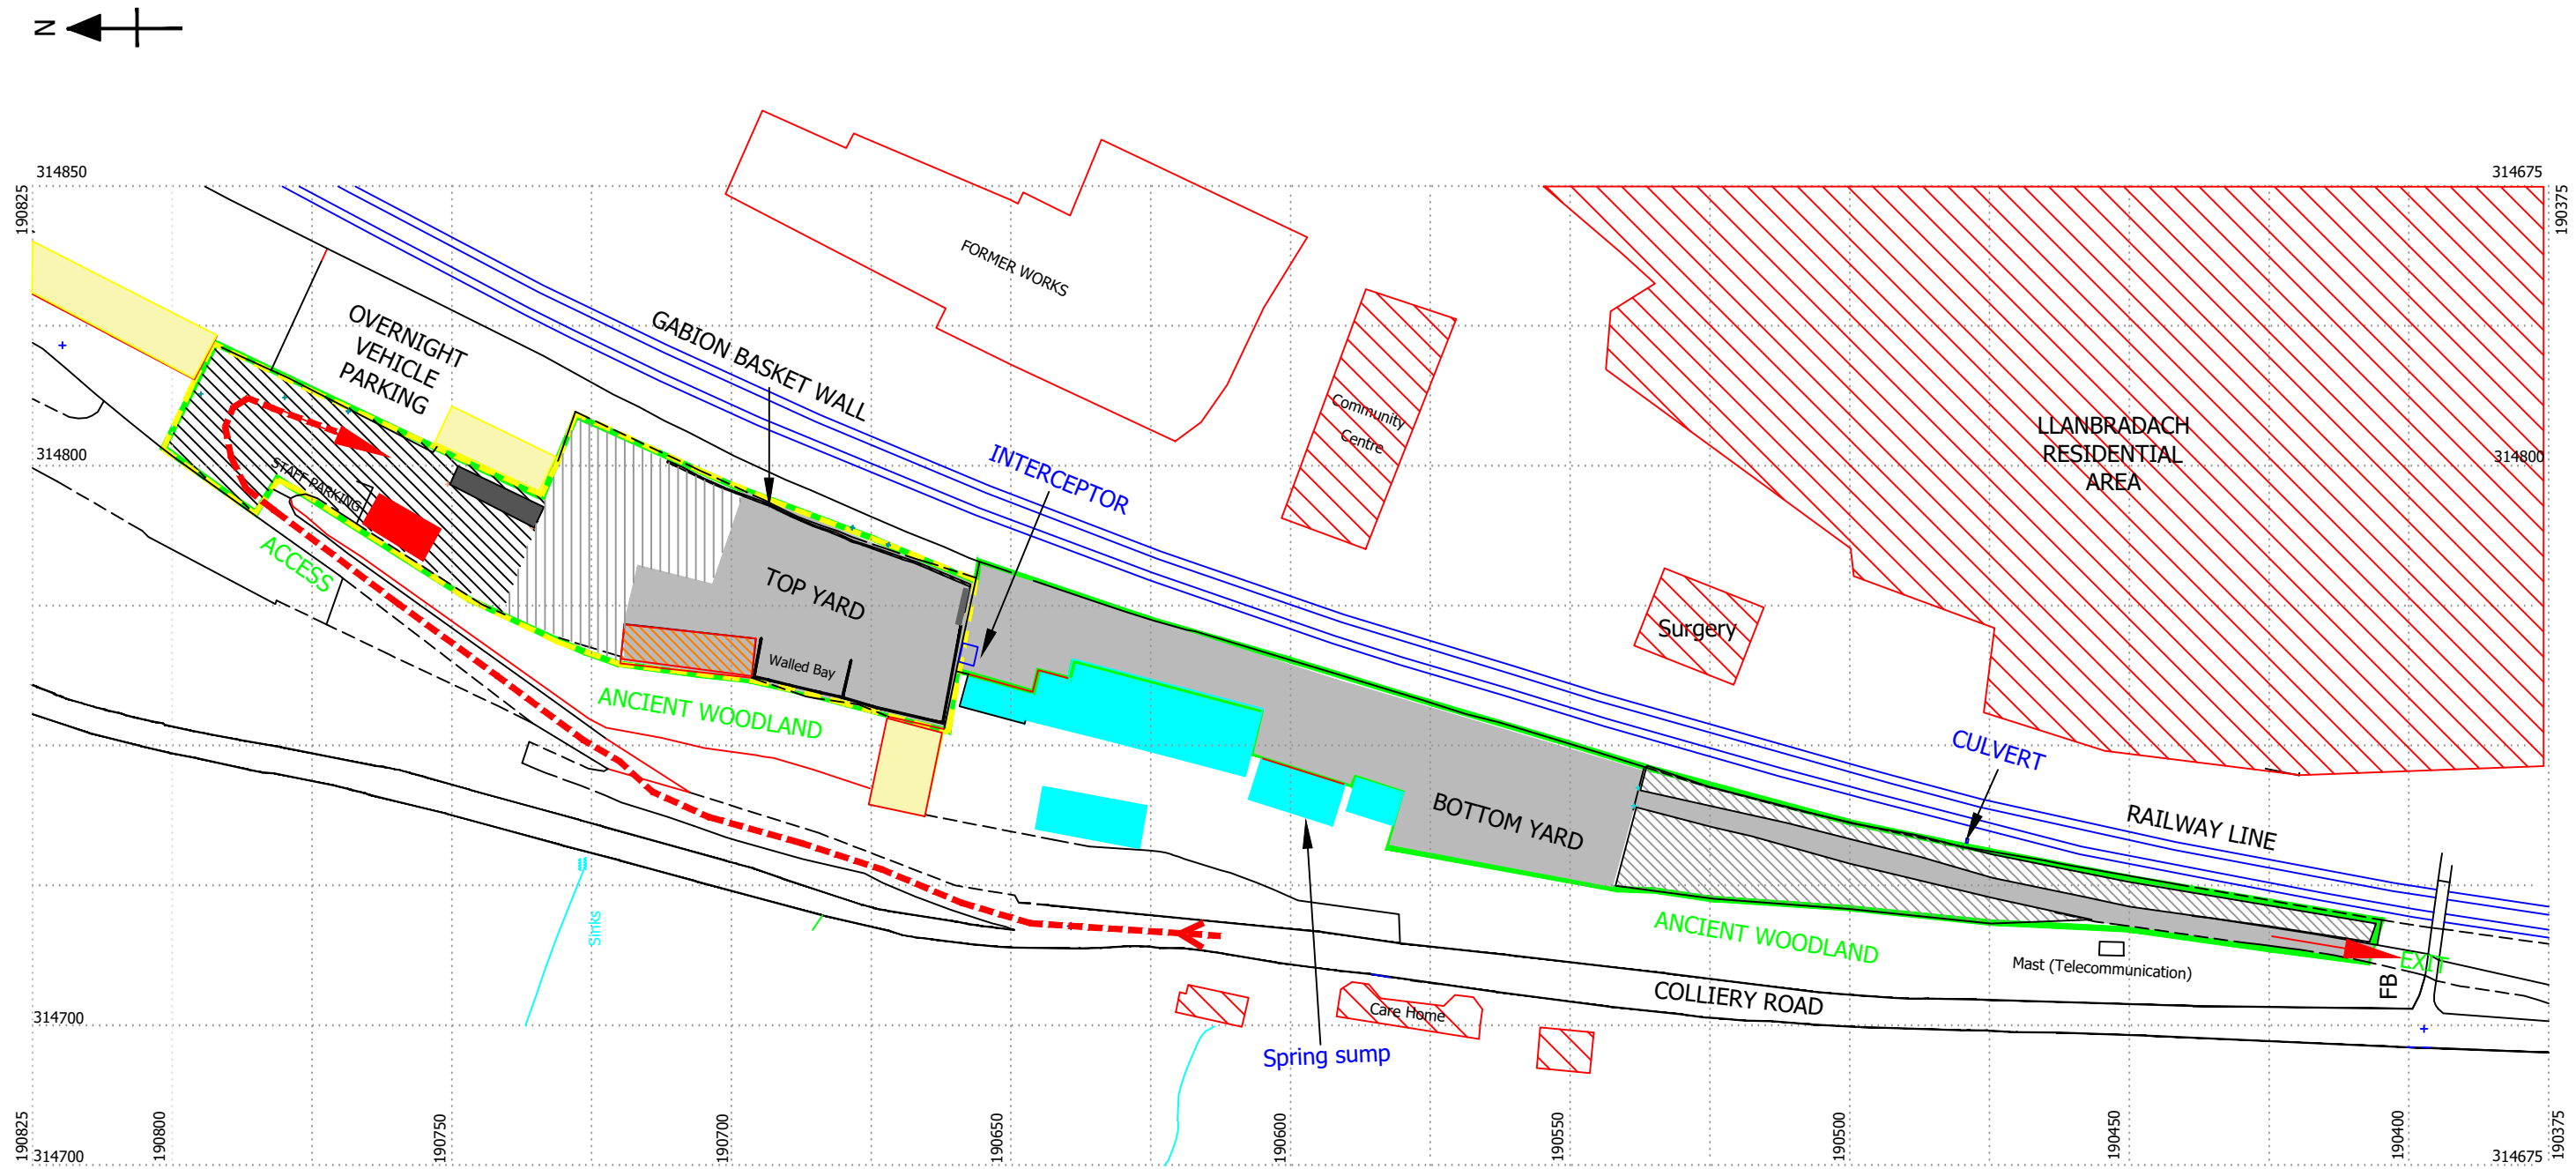 N
314850
314675
190825
190375
FORMER WORKS
OVERNIGHT
VEHICLE
PARKING
GABION BASKET WALL
Community
Centre
INTERCEPTOR
LLANBRADACH
RESIDENTIAL
AREA
314800
314800
STAFF PARKING
ACCESS
TOP YARD
Walled Bay
Surgery
ANCIENT WOODLAND
CULVERT
BOTTOM YARD
RAILWAY LINE
Sinks
ANCIENT WOODLAND
Mast (Telecommunication)
EXIT
FB
COLLIERY ROAD
Care Home
314700
Spring sump
190825
190800
190750
190700
190650
190600
190550
190500
190450
190400
190375
314700
314675